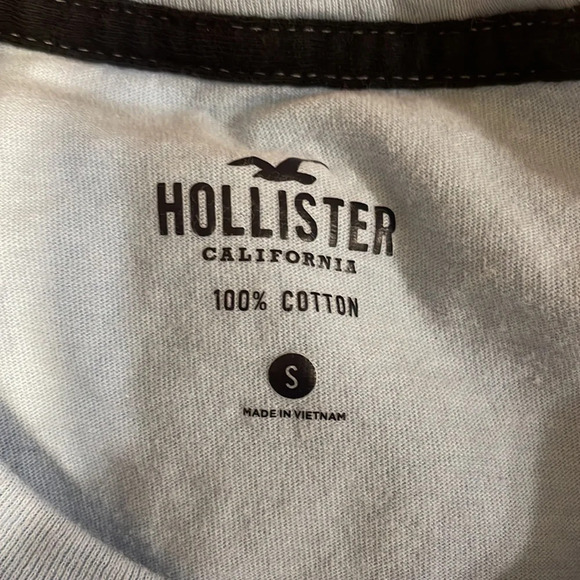 HOLLISTER
CALIFORNIA
100% COTTON
S
MADE IN VIETNAM